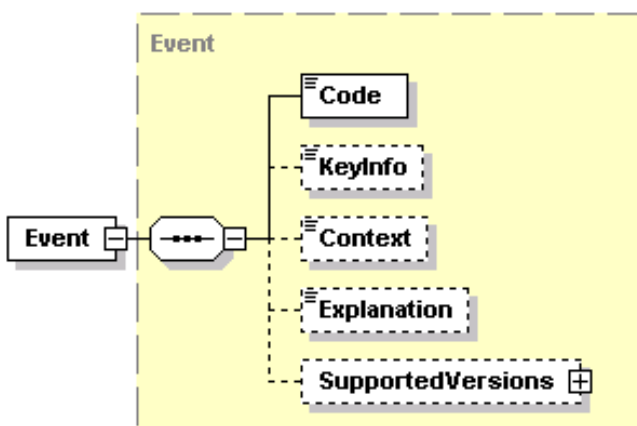 Event
Code
KeyInfo
Event
Context
Explanation
SupportedVersions